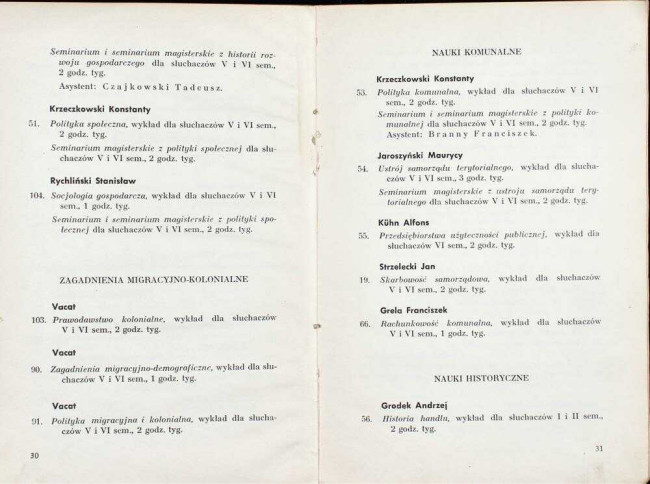 Seminarium i seminarium magisterskie z historii roz-
woju gospodarczego dla słuchaczów V i VI sem.,
2 godz. tyg.
Asystent: Czajkowski Tadeusz.
Krzeczkowski Konstanty
51. Polityka społeczna, wykład dla słuchaczów V i VI sem.,
2 godz. tyg.
Seminarium magisterskie z polityki społecznej dla słu-
chaczów V i VI sem., 2 godz. tyg.
Rychliński Stanisław
104. Socjologia gospodarcza, wykład dla słuchaczów V i VI
sem., 1 godz. tyg.
Seminarium i seminarium magisterskie z polityki spo-
łecznej dla słuchaczów V i VI sem., 2 godz. tyg.
ZAGADNIENIA MIGRACYJNO-KOLONIALNE
Vacat
103. Prawodawstwo kolonialne, wykład dla słuchaczów
V i VI sem., 2 godz. tyg.
Vacat
90. Zagadnienia migracyjno-demograficzne, wykład dla słu-
chaczów V i VI sem., 1 godz. tyg.
Vacat
91. Polityka migracyjna i kolonialna, wykład dla słucha-
czów V i VI sem., 2 godz. tyg.
30
NAUKI KOMUNALNE
Krzeczkowski Konstanty
53. Polityka komunalna, wykład dla słuchaczów V i VI
sem., 2 godz. tyg.
Seminarium i seminarium magisterskie z polityki ko-
munalnej dla słuchaczów V i VI sem., 2 godz. tyg.
Asystent: Branny Franciszek.
Jaroszyński Maurycy
54. Ustrój samorządu terytorialnego, wykład dla słucha-
czów V i VI sem., 3 godz. tyg.
Seminarium magisterskie z ustroju samorządu tery-
torialnego dla słuchaczów V i VI sem., 2 godz. tyg.
Kühn Alfons
55. Przedsiębiorstwa użyteczności publicznej, wykład dla
słuchaczów VI sem., 2 godz. tyg.
Strzelecki Jan
19. Skarbowość samorządowa, wykład dla słuchaczów
V i VI sem., 2 godz. tyg.
Grela Franciszek
66. Rachunkowość komunalna, wykład dla słuchaczów
V i VI sem., 1 godz. tyg.
NAUKI HISTORYCZNE
Grodek Andrzej
56. Historia handlu, wykład dla słuchaczów I i II sem.,
2 godz. tyg.
31